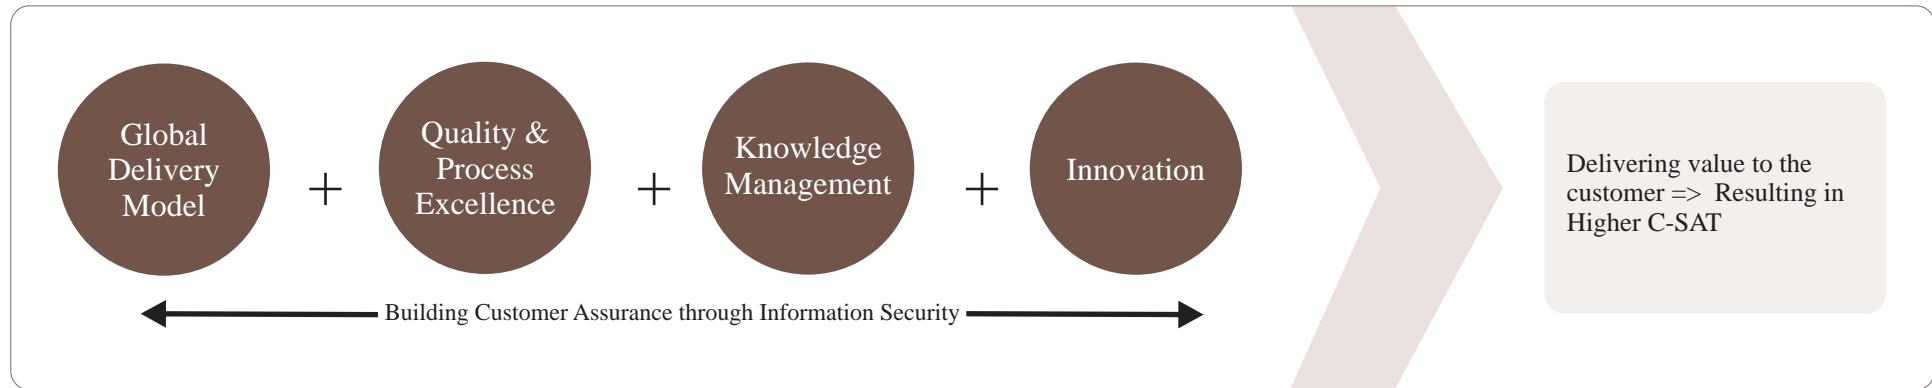 Global
Delivery
Model
+
Quality &
Process
Excellence
+
Knowledge
Management
+
Innovation
Building Customer Assurance through Information Security
Delivering value to the
customer => Resulting in
Higher C-SAT